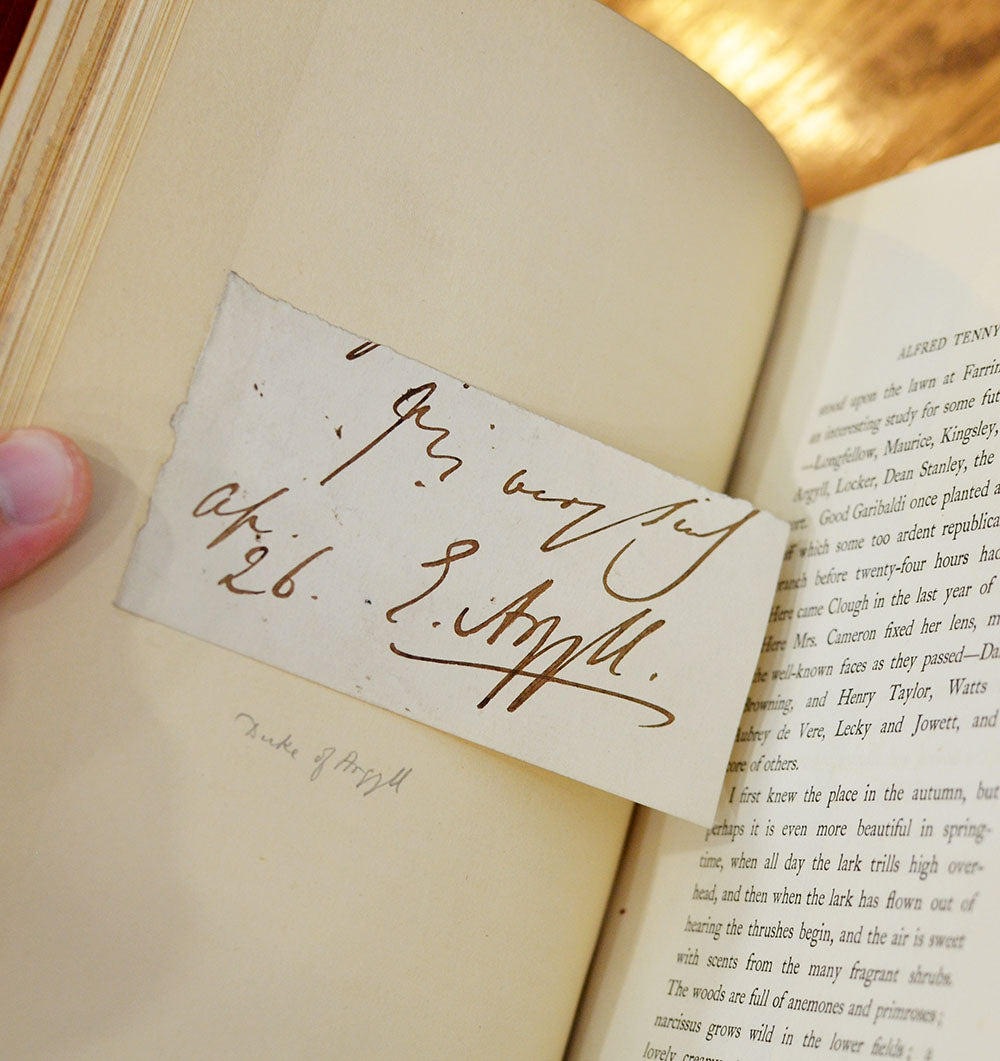 Yrs very
Ap. 26.
E. Argyll.
Duke of Argyll
ALFRED TENNY
stood upon the lawn at Farrin
an interesting study for some fut
—Longfellow, Maurice, Kingsley,
Argyll, Locker, Dean Stanley, the
ort. Good Garibaldi once planted a
ff which some too ardent republica
ranch before twenty-four hours had
Here came Clough in the last year of
Here Mrs. Cameron fixed her lens, m
he well-known faces as they passed—Da
Browning, and Henry Taylor, Watts
Aubrey de Vere, Lecky and Jowett, and
ore of others.
I first knew the place in the autumn, but
perhaps it is even more beautiful in spring-
time, when all day the lark trills high over-
head, and then when the lark has flown out of
hearing the thrushes begin, and the air is sweet
with scents from the many fragrant shrubs.
The woods are full of anemones and primroses;
narcissus grows wild in the lower fields; a
lovely